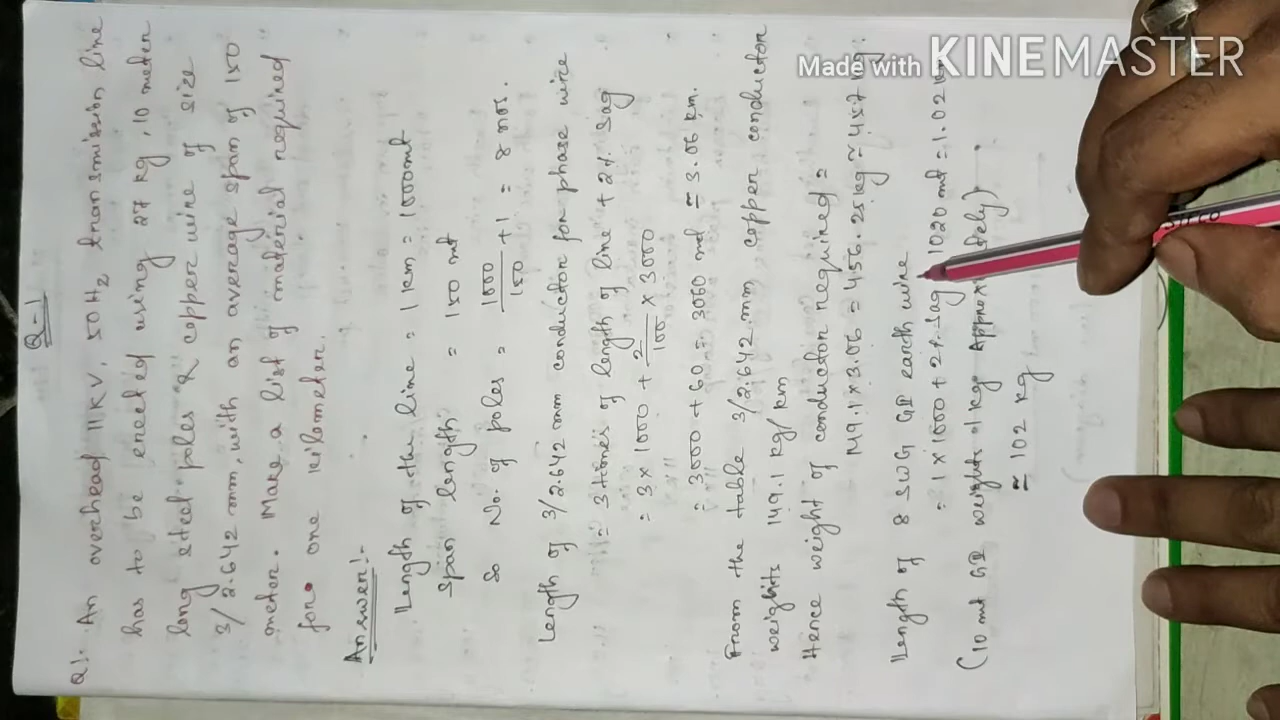 Q-1
Q1. An overhead 11KV, 50Hz transmission line
has to be erected using 27 kg, 10 meter
long steel poles & copper wire of size
3/2.642 mm, with an average span of 150
meter. Make a list of material required
for one kilometer.
Answer:-
Length of the line = 1 km = 1000mt
Span length = 150 mt
So No. of poles = 1000/150 + 1 = 8 nos.
Length of 3/2.642 mm conductor for phase wire
= 3 times of length of line + 2% sag
= 3 x 1000 + 2/100 x 3000
= 3000 + 60 = 3060 mt ≅ 3.06 km.
From the table 3/2.642 mm copper conductor
weights 149.1 kg/km
Hence weight of conductor required =
149.1 x 3.06 = 456.25 kg ≅ 457 kg.
Length of 8 SWG GI earth wire
= 1 x 1000 + 2% sag 1020 mt = 1.02
(10 mt GI weights 1 kg Approx
≅ 102 kg
Made with KINEMASTER